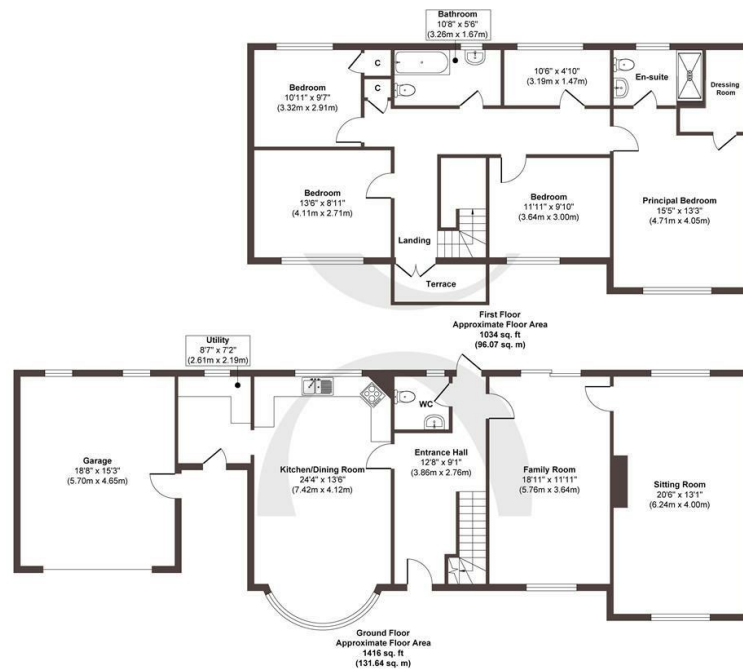 Bathroom
10'8" x 5'6"
(3.26m x 1.67m)
Bedroom
10'11" x 9'7"
(3.32m x 2.91m)
C
C
10'6" x 4'10"
(3.19m x 1.47m)
En-suite
Dressing
Room
Bedroom
13'6" x 8'11"
(4.11m x 2.71m)
Bedroom
11'11" x 9'10"
(3.64m x 3.00m)
Principal Bedroom
15'5" x 13'3"
(4.71m x 4.05m)
Landing
Terrace
First Floor
Approximate Floor Area
1034 sq. ft
(96.07 sq. m)
Utility
8'7" x 7'2"
(2.61m x 2.19m)
WC
Garage
18'8" x 15'3"
(5.70m x 4.65m)
Kitchen/Dining Room
24'4" x 13'6"
(7.42m x 4.12m)
Entrance Hall
12'8" x 9'1"
(3.86m x 2.76m)
Family Room
18'11" x 11'11"
(5.76m x 3.64m)
Sitting Room
20'6" x 13'1"
(6.24m x 4.00m)
Ground Floor
Approximate Floor Area
1416 sq. ft
(131.64 sq. m)